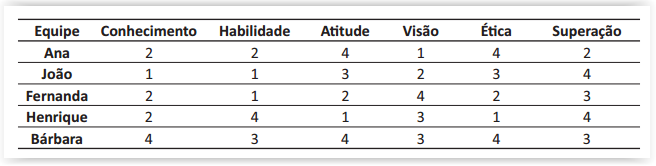 Equipe Conhecimento Habilidade Atitude Visão Ética Superação
Ana 2 2 4 1 4 2
João 1 1 3 2 3 4
Fernanda 2 1 2 4 2 3
Henrique 2 4 1 3 1 4
Bárbara 4 3 4 3 4 3